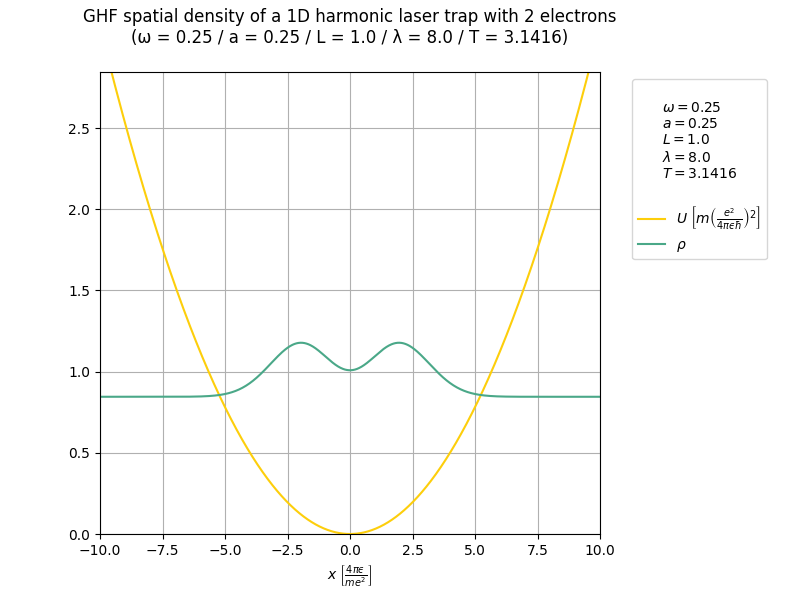 GHF spatial density of a 1D harmonic laser trap with 2 electrons
(ω = 0.25 / a = 0.25 / L = 1.0 / λ = 8.0 / T = 3.1416)
ω = 0.25
a = 0.25
L = 1.0
λ = 8.0
T = 3.1416
U [m(e²/4πϵħ)²]
ρ
2.5
2.0
1.5
1.0
0.5
0.0
−10.0 −7.5 −5.0 −2.5 0.0 2.5 5.0 7.5 10.0
x [4πϵ/me²]